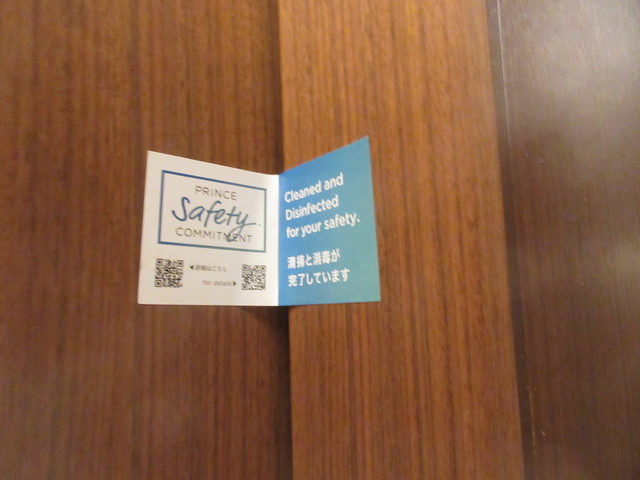 PRINCE
Safety
COMMITMENT
◀詳細はこちら
for details▶
Cleaned and
Disinfected
for your safety.
清掃と消毒が
完了しています